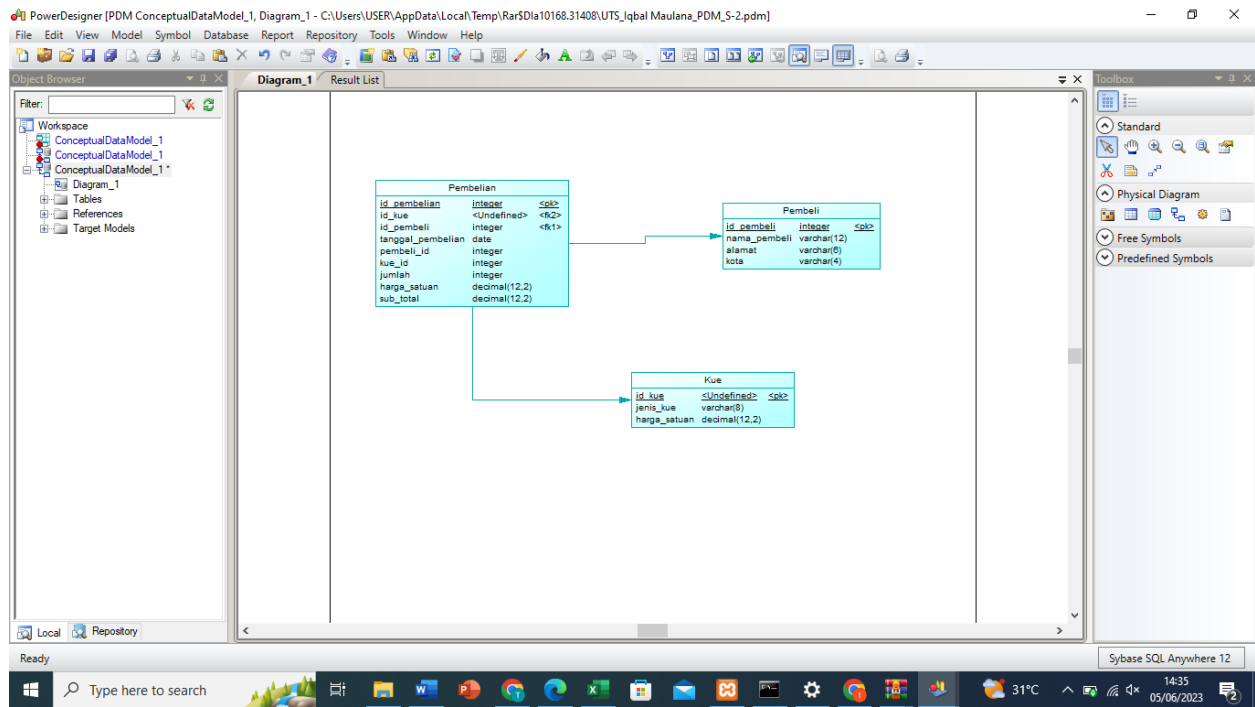 PowerDesigner [PDM ConceptualDataModel_1, Diagram_1 - C:\Users\USER\AppData\Local\Temp\Rar$DIa10168.31408\UTS_Iqbal Maulana_PDM_S-2.pdm]
File Edit View Model Symbol Database Report Repository Tools Window Help
Object Browser
Filter:
Workspace
ConceptualDataModel_1
ConceptualDataModel_1
ConceptualDataModel_1 *
Diagram_1
Tables
References
Target Models
Local Repository
Diagram_1 Result List
Pembelian
id_pembelian integer <pk>
id_kue <Undefined> <fk2>
id_pembeli integer <fk1>
tanggal_pembelian date
pembeli_id integer
kue_id integer
jumlah integer
harga_satuan decimal(12,2)
sub_total decimal(12,2)
Pembeli
id_pembeli integer <pk>
nama_pembeli varchar(12)
alamat varchar(6)
kota varchar(4)
Kue
id_kue <Undefined> <pk>
jenis_kue varchar(8)
harga_satuan decimal(12,2)
Toolbox
Standard
Physical Diagram
Free Symbols
Predefined Symbols
Ready
Sybase SQL Anywhere 12
Type here to search
31°C
14:35
05/06/2023
2